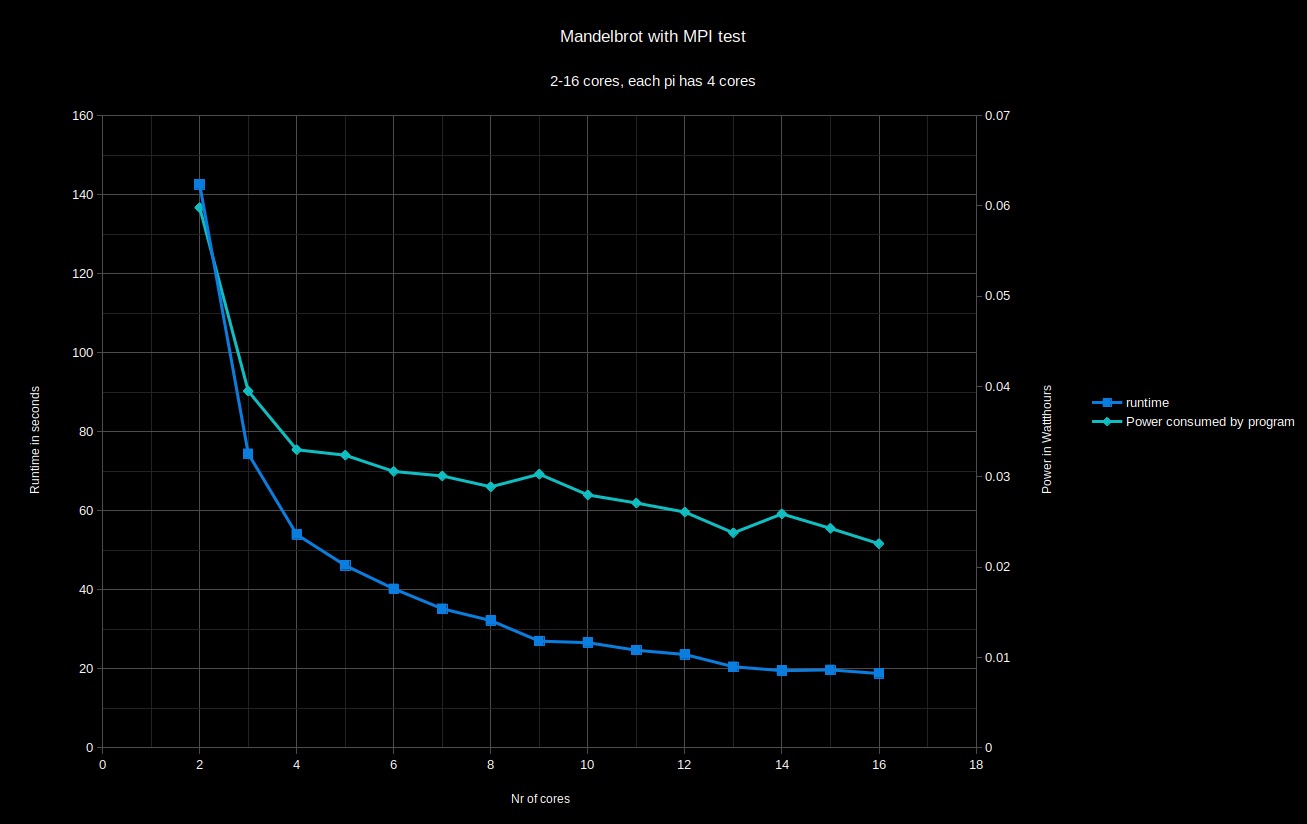 Mandelbrot with MPI test
2-16 cores, each pi has 4 cores
160
140
120
100
80
60
40
20
0
Runtime in seconds
0.07
0.06
0.05
0.04
0.03
0.02
0.01
0
Power in Wattthours
0 2 4 6 8 10 12 14 16 18
Nr of cores
runtime
Power consumed by program